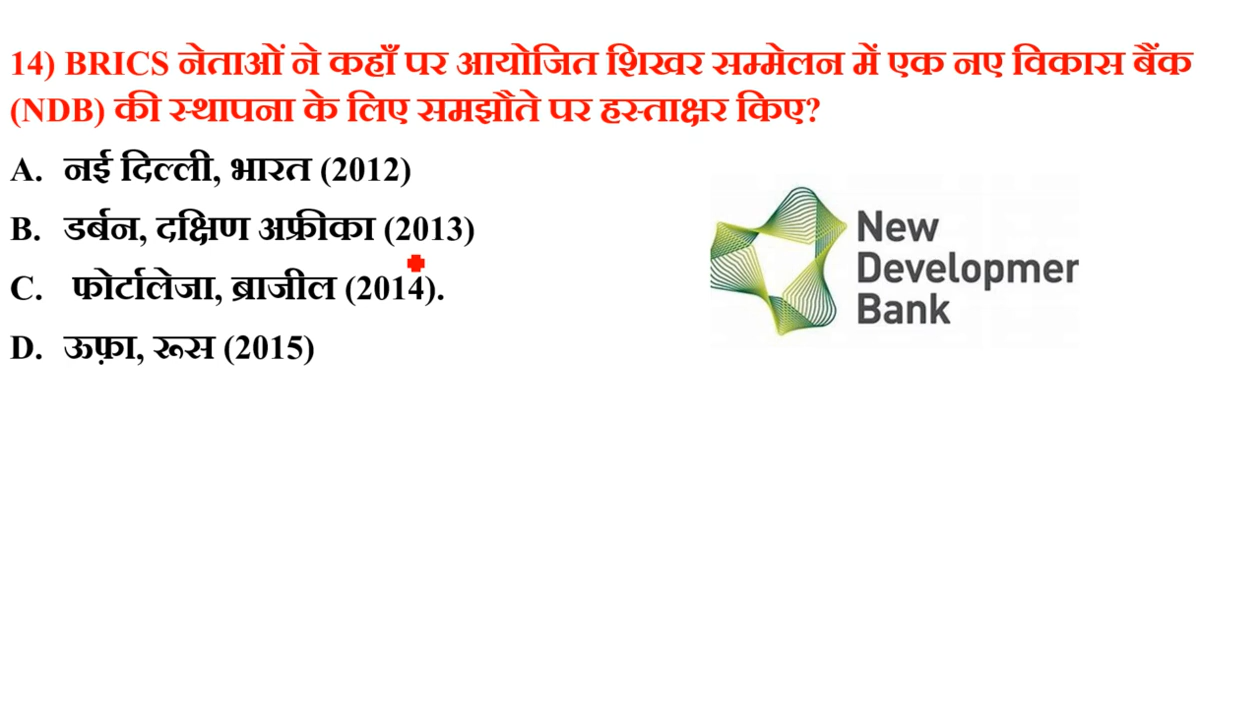 14) BRICS नेताओं ने कहाँ पर आयोजित शिखर सम्मेलन में एक नए विकास बैंक
(NDB) की स्थापना के लिए समझौते पर हस्ताक्षर किए?
A. नई दिल्ली, भारत (2012)
B. डर्बन, दक्षिण अफ्रीका (2013)
C. फोर्टालेजा, ब्राजील (2014).
D. ऊफ़ा, रूस (2015)
New
Developmer
Bank